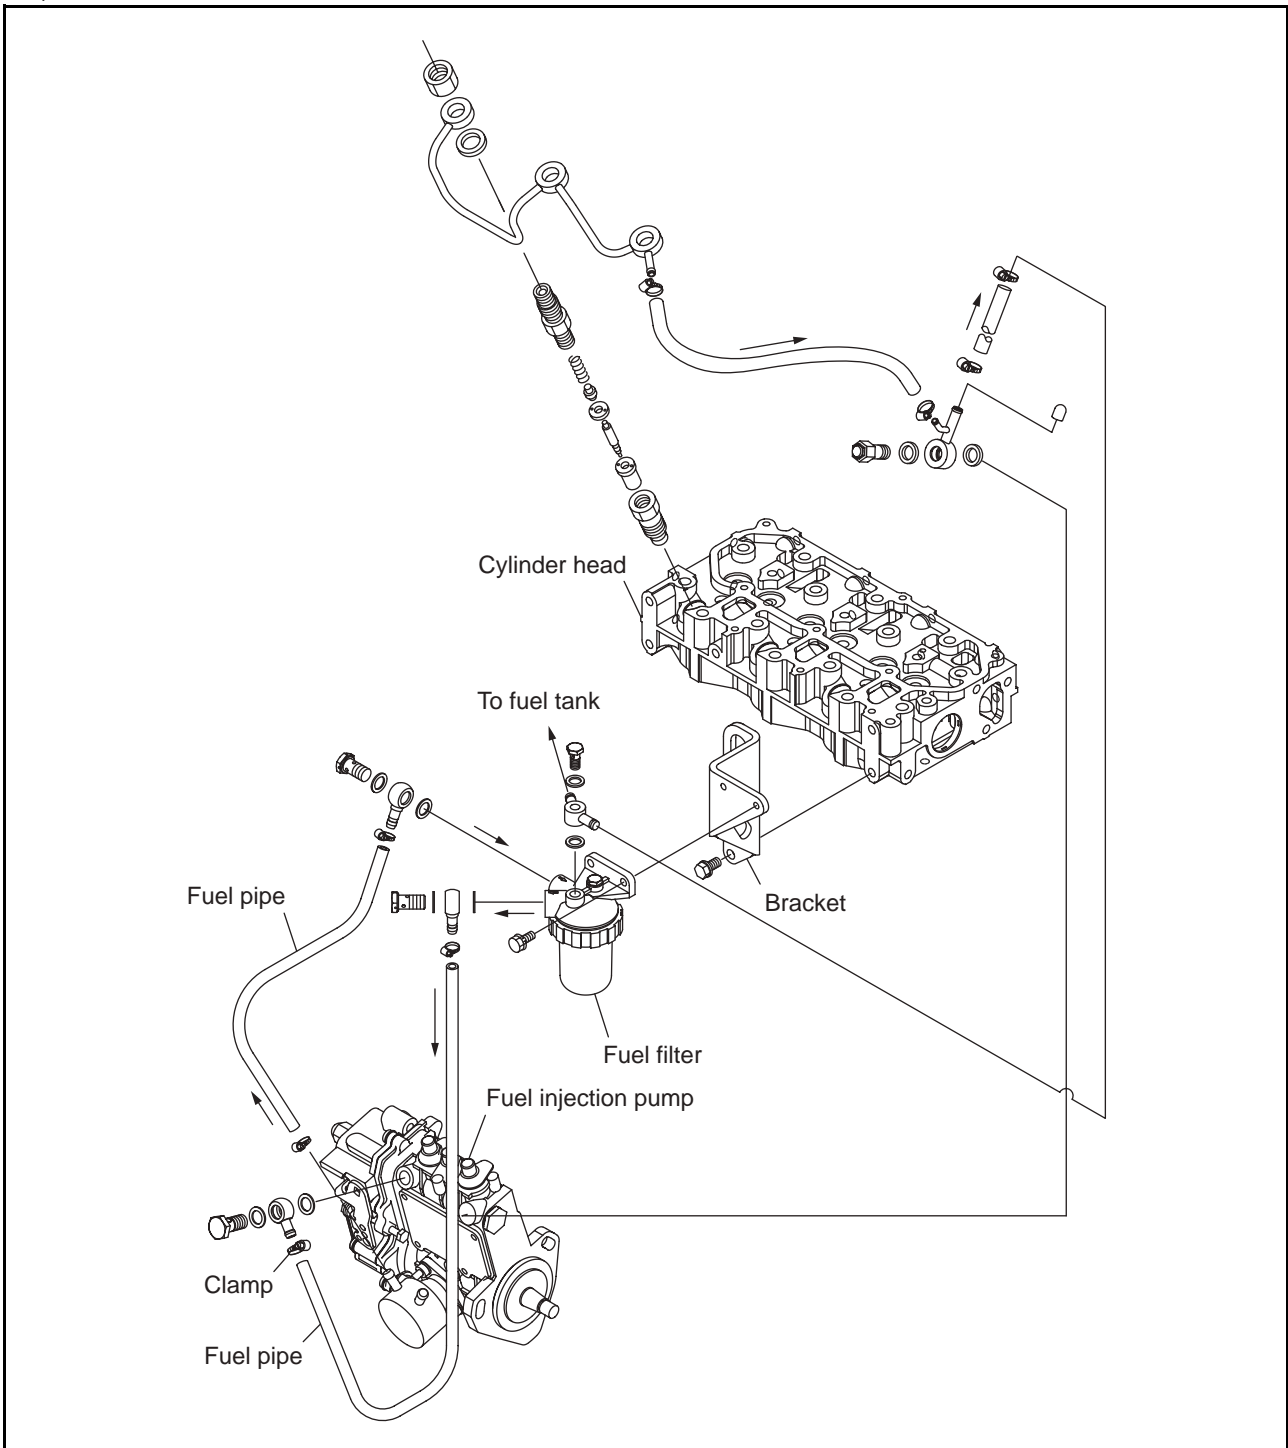 Cylinder head
To fuel tank
Fuel pipe
Bracket
Fuel filter
Fuel injection pump
Clamp
Fuel pipe